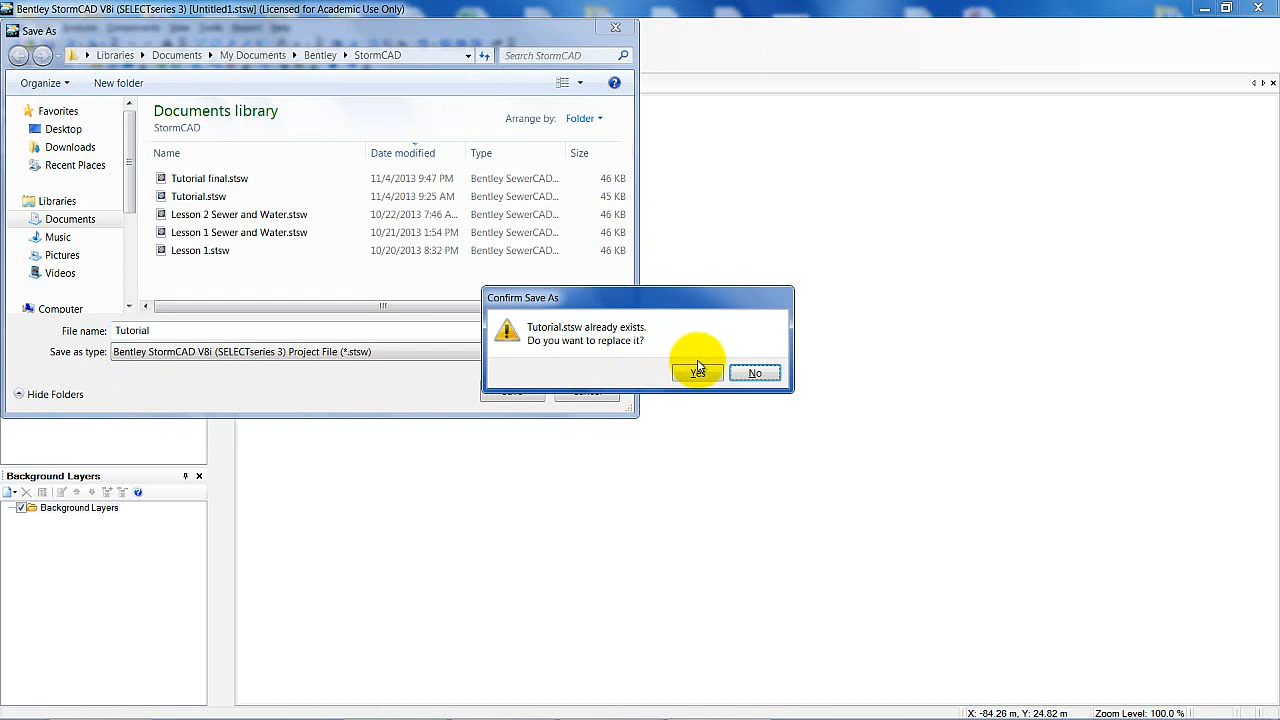 Bentley StormCAD V8i (SELECTseries 3) [Untitled1.stsw] (Licensed for Academic Use Only)
Save As
Libraries
Documents
My Documents
Bentley
StormCAD
Search StormCAD
Organize
New folder
Favorites
Desktop
Downloads
Recent Places
Libraries
Documents
Music
Pictures
Videos
Computer
Documents library
StormCAD
Arrange by: Folder
Name Date modified Type Size
Tutorial final.stsw 11/4/2013 9:47 PM Bentley SewerCAD... 46 KB
Tutorial.stsw 11/4/2013 9:25 AM Bentley SewerCAD... 45 KB
Lesson 2 Sewer and Water.stsw 10/22/2013 7:46 A... Bentley SewerCAD... 46 KB
Lesson 1 Sewer and Water.stsw 10/21/2013 1:54 PM Bentley SewerCAD... 46 KB
Lesson 1.stsw 10/20/2013 8:32 PM Bentley SewerCAD... 46 KB
File name: Tutorial
Save as type: Bentley StormCAD V8i (SELECTseries 3) Project File (*.stsw)
Hide Folders
Confirm Save As
Tutorial.stsw already exists.
Do you want to replace it?
Yes No
Background Layers
Background Layers
X: -84.26 m, Y: 24.82 m Zoom Level: 100.0 %